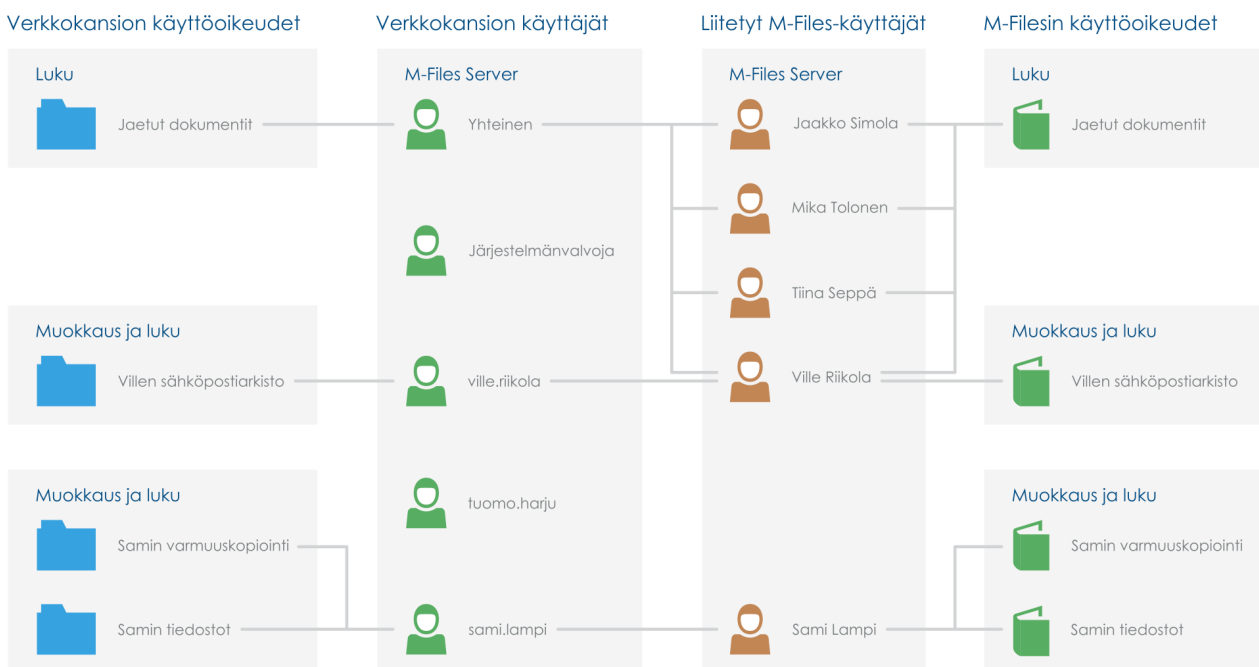 Verkkokansion käyttöoikeudet
Verkkokansion käyttäjät
Liitetyt M-Files-käyttäjät
M-Filesin käyttöoikeudet
Luku
Jaetut dokumentit
Muokkaus ja luku
Villen sähköpostiarkisto
Muokkaus ja luku
Samin varmuuskopiointi
Samin tiedostot
M-Files Server
Yhteinen
Järjestelmänvalvoja
ville.riikola
tuomo.harju
sami.lampi
M-Files Server
Jaakko Simola
Mika Tolonen
Tiina Seppä
Ville Riikola
Sami Lampi
Luku
Jaetut dokumentit
Muokkaus ja luku
Villen sähköpostiarkisto
Muokkaus ja luku
Samin varmuuskopiointi
Samin tiedostot